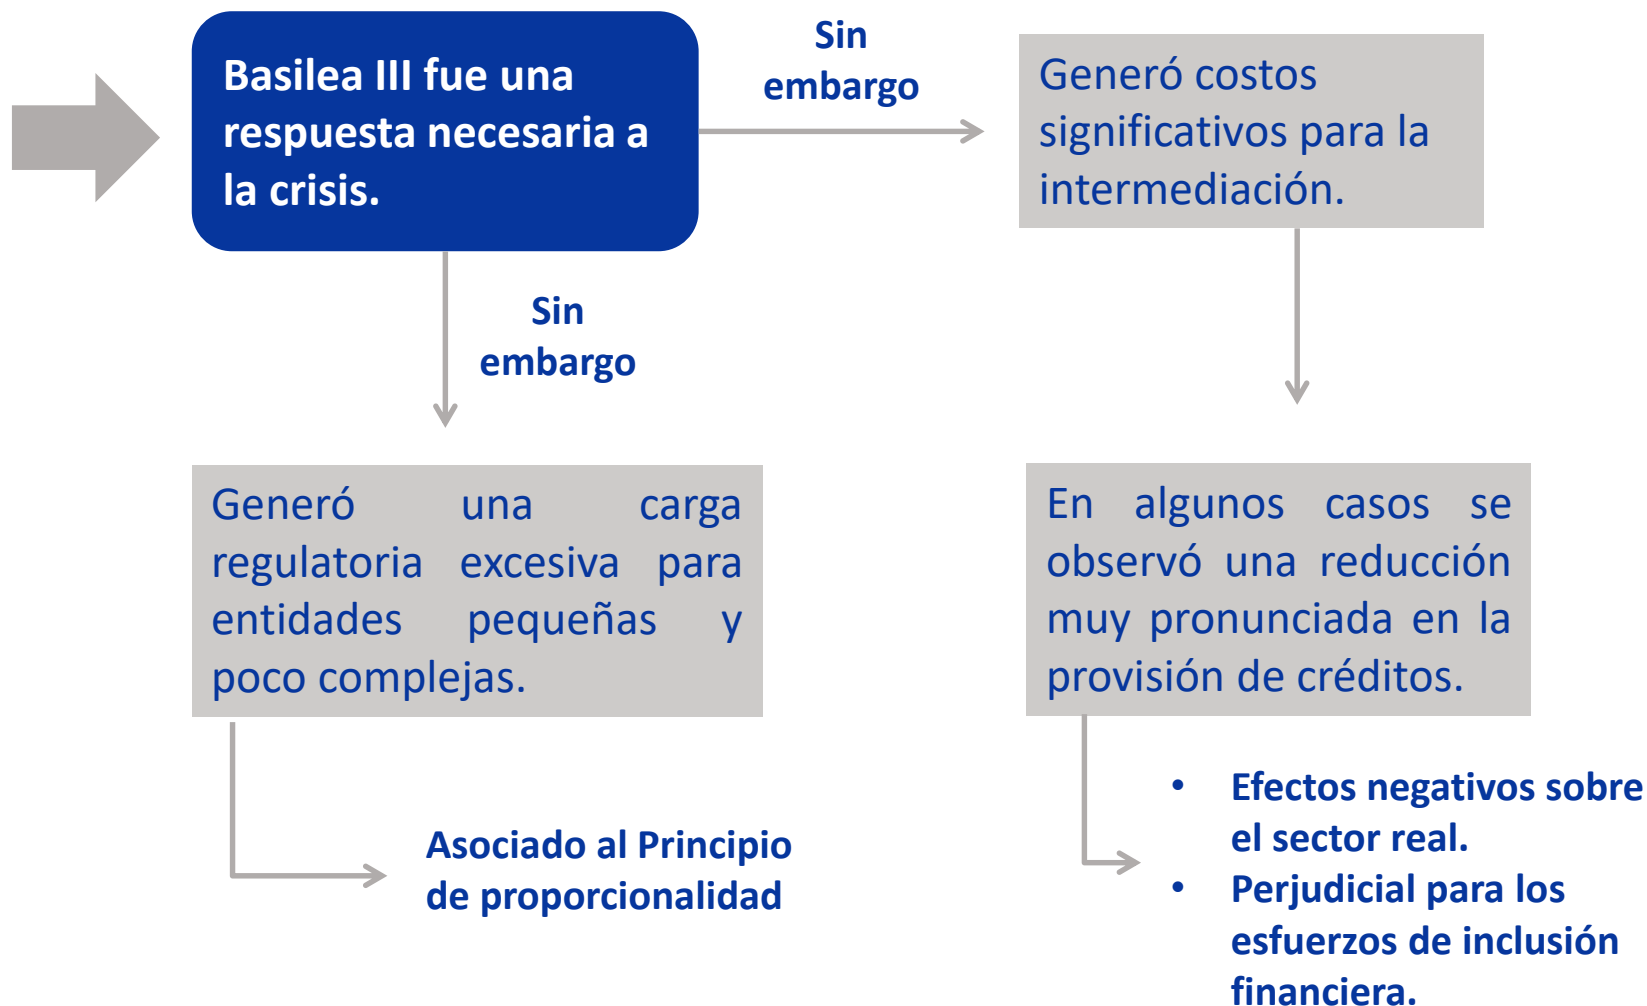 Basilea III fue una
respuesta necesaria a
la crisis.
Sin
embargo
Generó costos
significativos para la
intermediación.
Sin
embargo
Generó una carga
regulatoria excesiva para
entidades pequeñas y
poco complejas.
En algunos casos se
observó una reducción
muy pronunciada en la
provisión de créditos.
Asociado al Principio
de proporcionalidad
• Efectos negativos sobre
el sector real.
• Perjudicial para los
esfuerzos de inclusión
financiera.